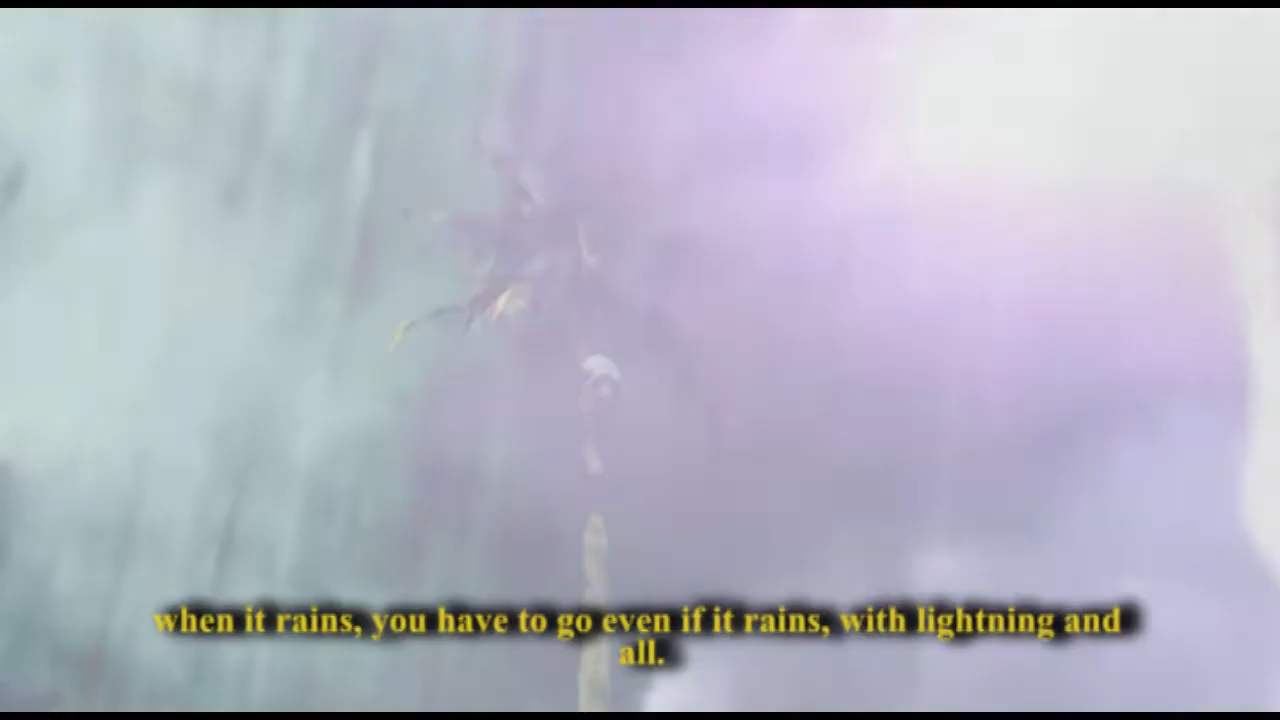 when it rains, you have to go even if it rains, with lightning and
all.